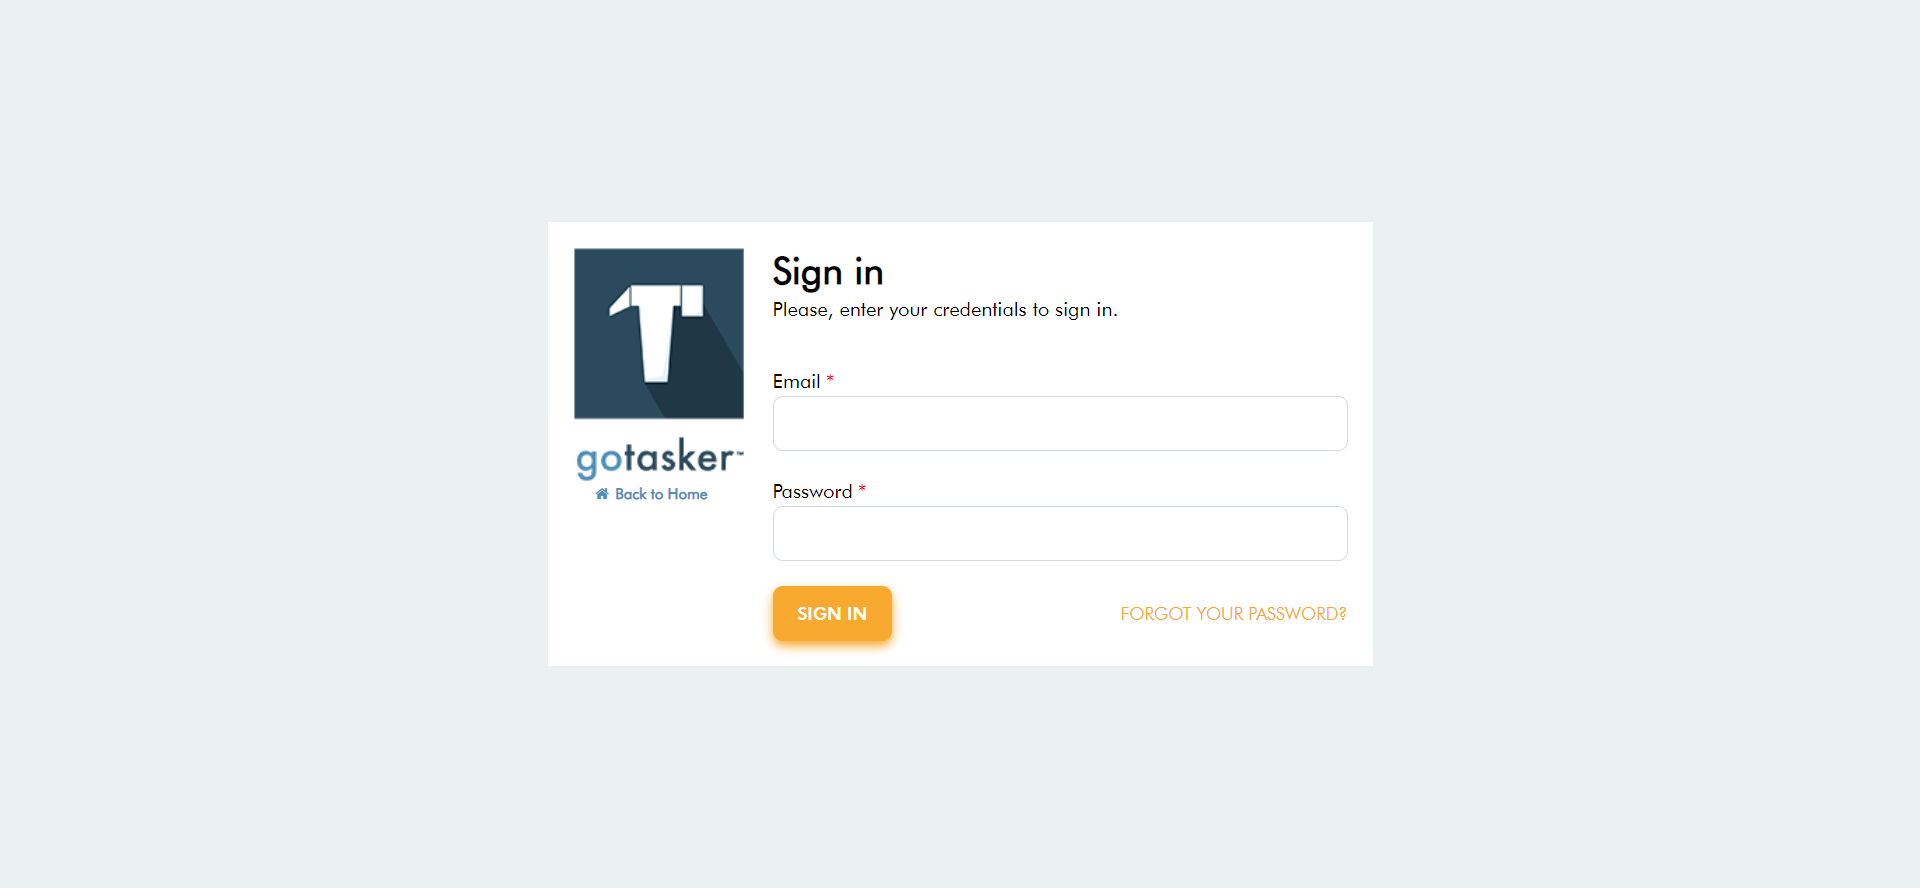 gotasker™
Back to Home
Sign in
Please, enter your credentials to sign in.
Email *
Password *
SIGN IN
FORGOT YOUR PASSWORD?